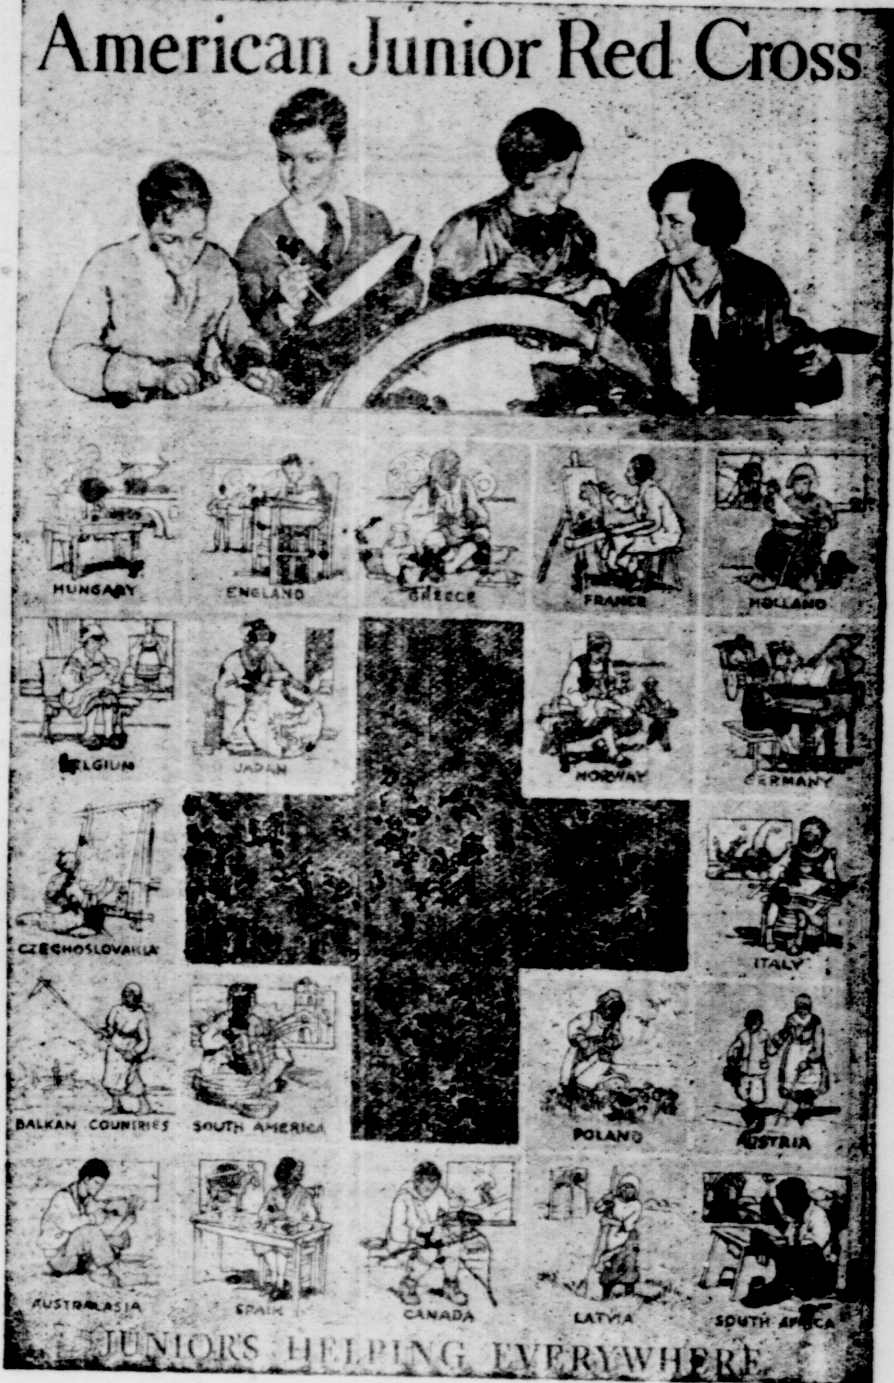 American Junior Red Cross
HUNGARY ENGLAND GREECE FRANCE HOLLAND
BELGIUM JAPAN NORWAY GERMANY
CZECHOSLOVAKIA ITALY
BALKAN COUNTRIES SOUTH AMERICA POLAND AUSTRIA
AUSTRALASIA SPAIN CANADA LATVIA SOUTH AFRICA
JUNIORS HELPING EVERYWHERE